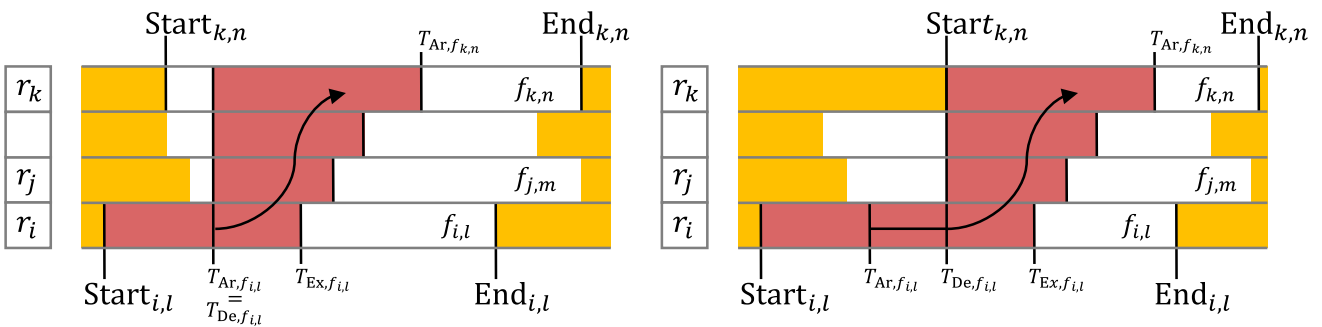 Start_{k,n}
T_{Ar,f_{k,n}}
End_{k,n}
r_k
f_{k,n}
r_j
f_{j,m}
r_i
f_{i,l}
Start_{i,l}
T_{Ar,f_{i,l}}
=
T_{De,f_{i,l}}
T_{Ex,f_{i,l}}
End_{i,l}
Start_{k,n}
T_{Ar,f_{k,n}}
End_{k,n}
r_k
f_{k,n}
r_j
f_{j,m}
r_i
f_{i,l}
Start_{i,l}
T_{Ar,f_{i,l}}
T_{De,f_{i,l}}
T_{Ex,f_{i,l}}
End_{i,l}